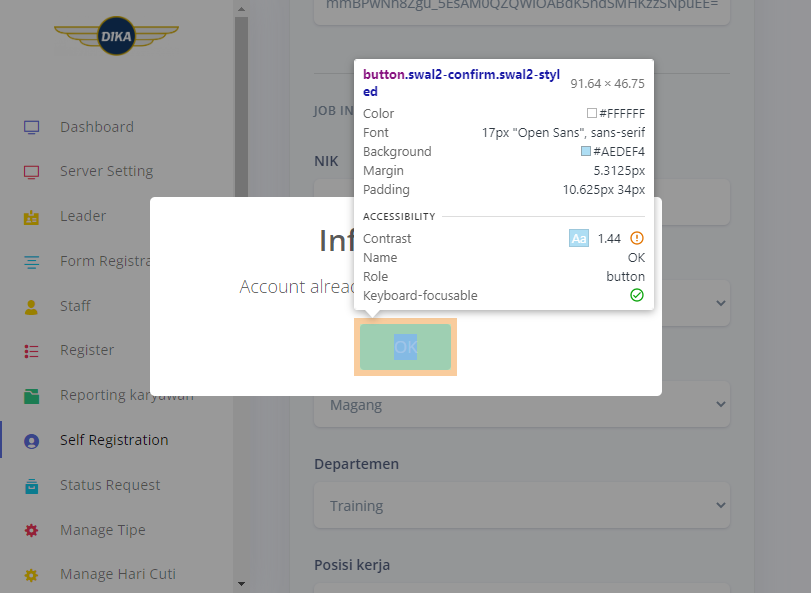 DIKA
Dashboard
Server Setting
Leader
Form Registra
Staff
Register
Reporting karyawan
Self Registration
Status Request
Manage Tipe
Manage Hari Cuti
JOB IN
NIK
Inf
Account alread
OK
button.swal2-confirm.swal2-styl
ed
91.64 × 46.75
Color #FFFFFF
Font 17px "Open Sans", sans-serif
Background #AEDEF4
Margin 5.3125px
Padding 10.625px 34px
ACCESSIBILITY
Contrast Aa 1.44
Name OK
Role button
Keyboard-focusable
Magang
Departemen
Training
Posisi kerja